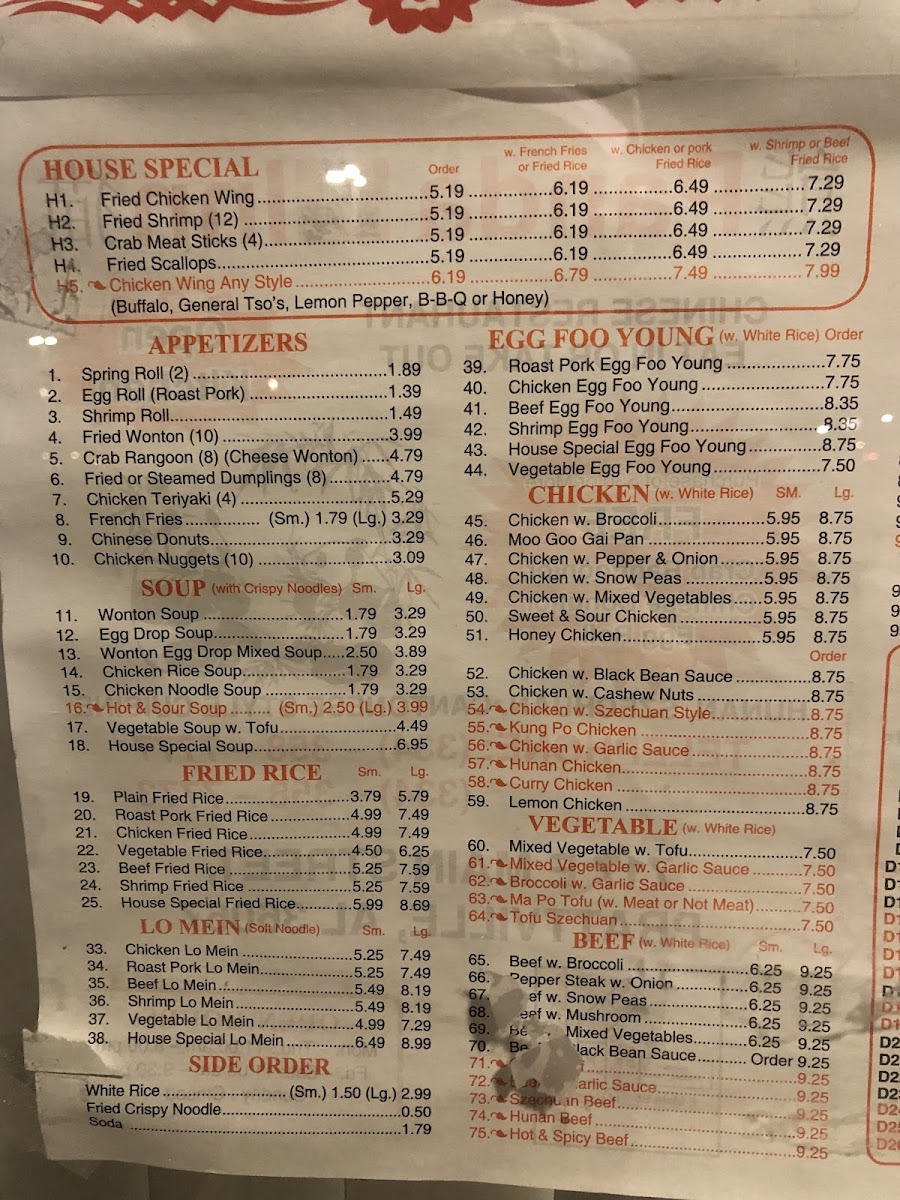 HOUSE SPECIAL Order w. French Fries or Fried Rice w. Chicken or pork Fried Rice w. Shrimp or Beef Fried Rice
H1. Fried Chicken Wing 5.19 6.19 6.49 7.29
H2. Fried Shrimp (12) 5.19 6.19 6.49 7.29
H3. Crab Meat Sticks (4) 5.19 6.19 6.49 7.29
H4. Fried Scallops 5.19 6.19 6.49 7.29
H5. Chicken Wing Any Style 6.19 6.79 7.49 7.99
(Buffalo, General Tso's, Lemon Pepper, B-B-Q or Honey)
APPETIZERS
1. Spring Roll (2) 1.89
2. Egg Roll (Roast Pork) 1.39
3. Shrimp Roll 1.49
4. Fried Wonton (10) 3.99
5. Crab Rangoon (8) (Cheese Wonton) 4.79
6. Fried or Steamed Dumplings (8) 4.79
7. Chicken Teriyaki (4) 5.29
8. French Fries (Sm.) 1.79 (Lg.) 3.29
9. Chinese Donuts 3.29
10. Chicken Nuggets (10) 3.09
SOUP (with Crispy Noodles) Sm. Lg.
11. Wonton Soup 1.79 3.29
12. Egg Drop Soup 1.79 3.29
13. Wonton Egg Drop Mixed Soup 2.50 3.89
14. Chicken Rice Soup 1.79 3.29
15. Chicken Noodle Soup 1.79 3.29
16. Hot & Sour Soup (Sm.) 2.50 (Lg.) 3.99
17. Vegetable Soup w. Tofu 4.49
18. House Special Soup 6.95
FRIED RICE Sm. Lg.
19. Plain Fried Rice 3.79 5.79
20. Roast Pork Fried Rice 4.99 7.49
21. Chicken Fried Rice 4.99 7.49
22. Vegetable Fried Rice 4.50 6.25
23. Beef Fried Rice 5.25 7.59
24. Shrimp Fried Rice 5.25 7.59
25. House Special Fried Rice 5.99 8.69
LO MEIN (Soft Noodle) Sm. Lg.
33. Chicken Lo Mein 5.25 7.49
34. Roast Pork Lo Mein 5.25 7.49
35. Beef Lo Mein 5.49 8.19
36. Shrimp Lo Mein 5.49 8.19
37. Vegetable Lo Mein 4.99 7.29
38. House Special Lo Mein 6.49 8.99
SIDE ORDER
White Rice (Sm.) 1.50 (Lg.) 2.99
Fried Crispy Noodle 0.50
Soda 1.79
EGG FOO YOUNG (w. White Rice) Order
39. Roast Pork Egg Foo Young 7.75
40. Chicken Egg Foo Young 7.75
41. Beef Egg Foo Young 8.35
42. Shrimp Egg Foo Young 8.35
43. House Special Egg Foo Young 8.75
44. Vegetable Egg Foo Young 7.50
CHICKEN (w. White Rice) SM. Lg.
45. Chicken w. Broccoli 5.95 8.75
46. Moo Goo Gai Pan 5.95 8.75
47. Chicken w. Pepper & Onion 5.95 8.75
48. Chicken w. Snow Peas 5.95 8.75
49. Chicken w. Mixed Vegetables 5.95 8.75
50. Sweet & Sour Chicken 5.95 8.75
51. Honey Chicken 5.95 8.75
Order
52. Chicken w. Black Bean Sauce 8.75
53. Chicken w. Cashew Nuts 8.75
54. Chicken w. Szechuan Style 8.75
55. Kung Po Chicken 8.75
56. Chicken w. Garlic Sauce 8.75
57. Hunan Chicken 8.75
58. Curry Chicken 8.75
59. Lemon Chicken 8.75
VEGETABLE (w. White Rice)
60. Mixed Vegetable w. Tofu 7.50
61. Mixed Vegetable w. Garlic Sauce 7.50
62. Broccoli w. Garlic Sauce 7.50
63. Ma Po Tofu (w. Meat or Not Meat) 7.50
64. Tofu Szechuan 7.50
BEEF (w. White Rice) Sm. Lg.
65. Beef w. Broccoli 6.25 9.25
66. Pepper Steak w. Onion 6.25 9.25
67. w. Snow Peas 6.25 9.25
68. w. Mushroom 6.25 9.25
69. Mixed Vegetables 6.25 9.25
70. Black Bean Sauce Order 9.25
71. 9.25
72. Garlic Sauce 9.25
73. Szechuan Beef 9.25
74. Hunan Beef 9.25
75. Hot & Spicy Beef 9.25